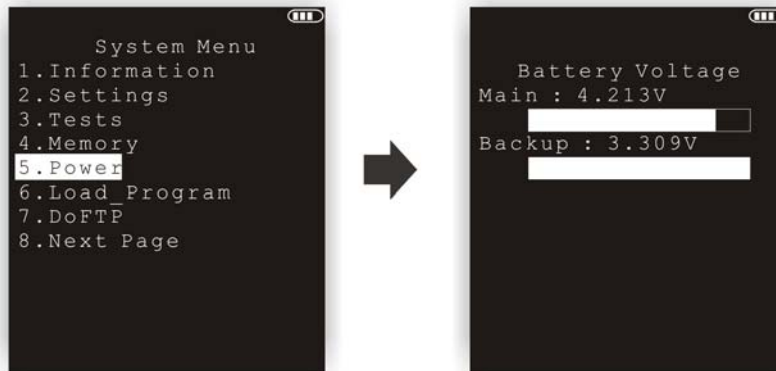 System Menu
1.Information
2.Settings
3.Tests
4.Memory
5.Power
6.Load_Program
7.DoFTP
8.Next Page
Battery Voltage
Main : 4.213V
Backup : 3.309V